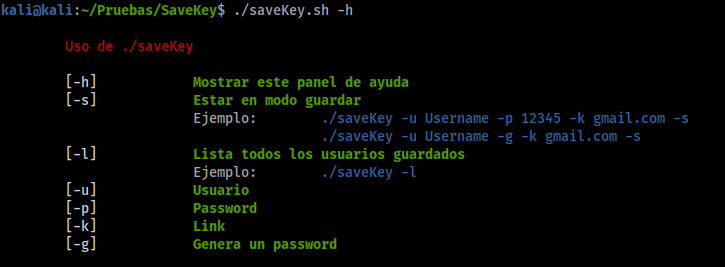 kali@kali:~/Pruebas/SaveKey$ ./saveKey.sh -h
Uso de ./saveKey
[-h] Mostrar este panel de ayuda
[-s] Estar en modo guardar
Ejemplo: ./saveKey -u Username -p 12345 -k gmail.com -s
./saveKey -u Username -g -k gmail.com -s
[-l] Lista todos los usuarios guardados
Ejemplo: ./saveKey -l
[-u] Usuario
[-p] Password
[-k] Link
[-g] Genera un password